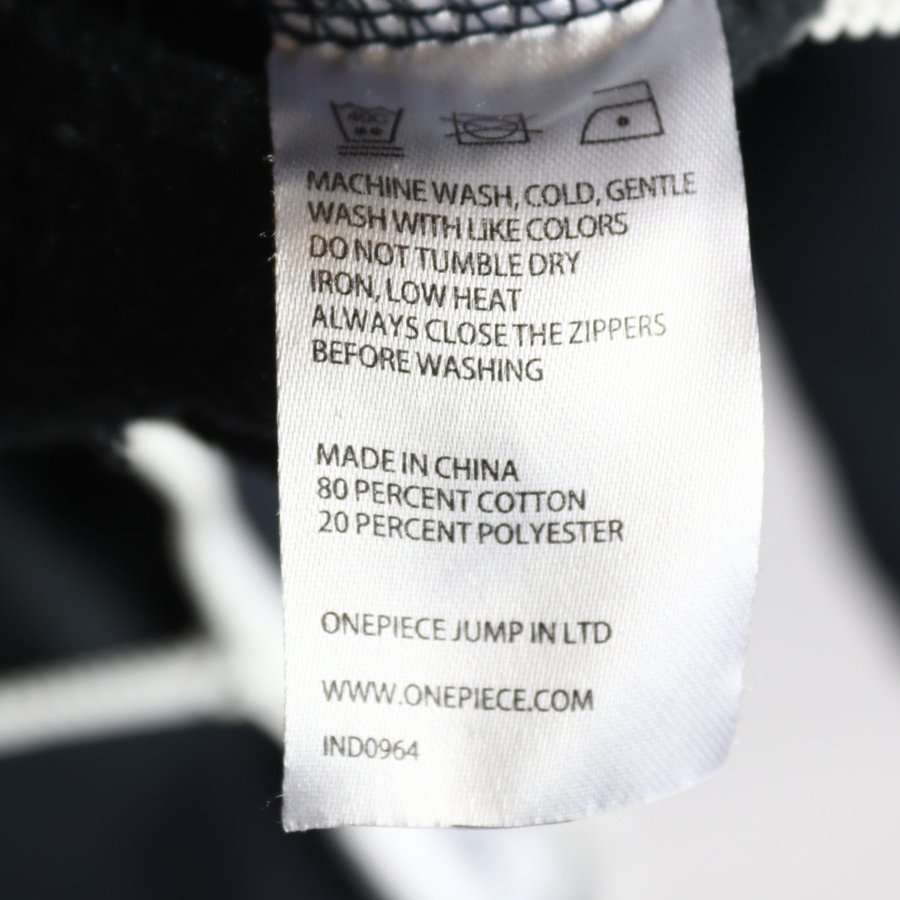 40C
MACHINE WASH, COLD, GENTLE
WASH WITH LIKE COLORS
DO NOT TUMBLE DRY
IRON, LOW HEAT
ALWAYS CLOSE THE ZIPPERS
BEFORE WASHING
MADE IN CHINA
80 PERCENT COTTON
20 PERCENT POLYESTER
ONEPIECE JUMP IN LTD
WWW.ONEPIECE.COM
IND0964